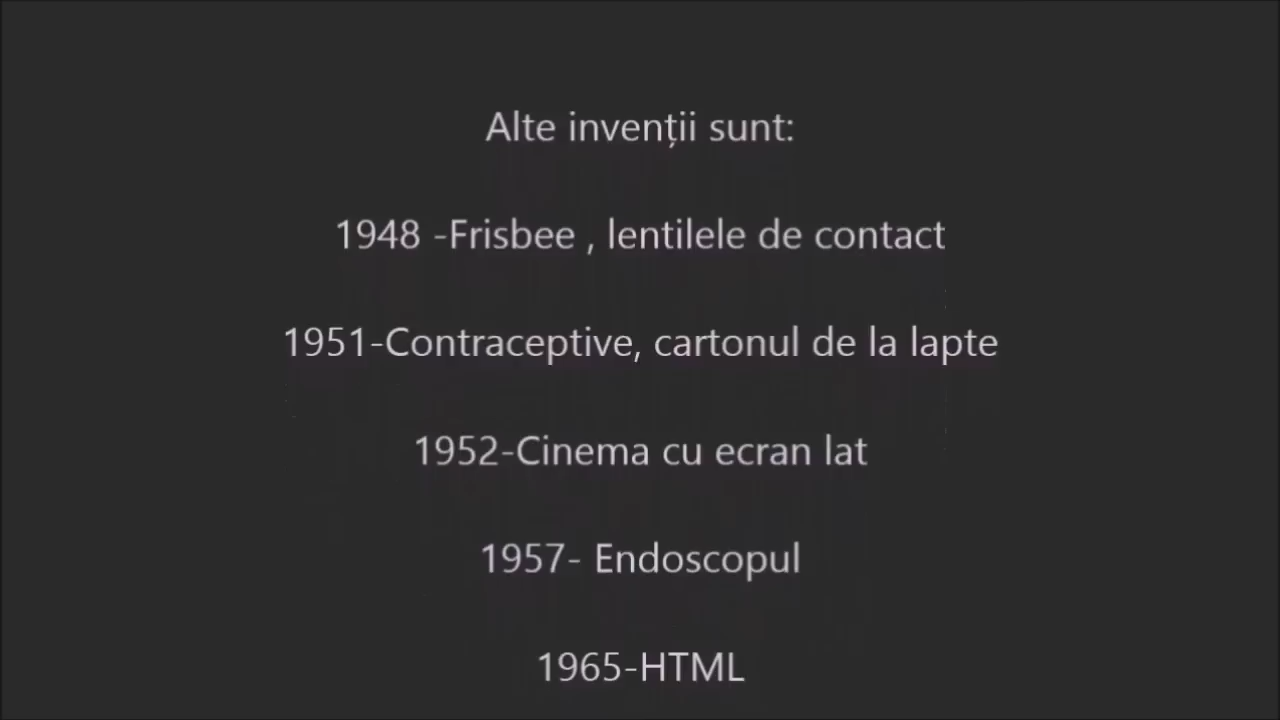 Alte invenții sunt:
1948 -Frisbee , lentilele de contact
1951-Contraceptive, cartonul de la lapte
1952-Cinema cu ecran lat
1957- Endoscopul
1965-HTML